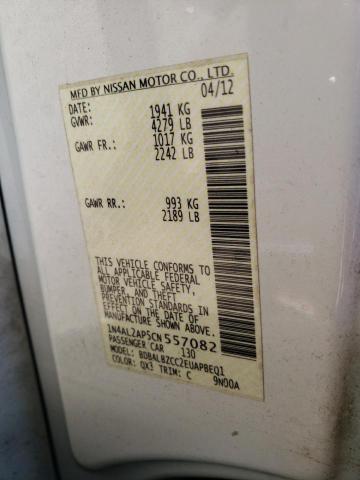 MFD BY NISSAN MOTOR CO., LTD.
DATE: 04/12
GVWR: 1941 KG
4279 LB
GAWR FR.: 1017 KG
2242 LB
GAWR RR.: 993 KG
2189 LB
THIS VEHICLE CONFORMS TO
ALL APPLICABLE FEDERAL
MOTOR VEHICLE SAFETY,
BUMPER, AND THEFT
PREVENTION STANDARDS IN
EFFECT ON THE DATE OF
MANUFACTURE SHOWN ABOVE.
1N4AL2AP5CN557082
PASSENGER CAR 130
MODEL: BDBALBZCC2EUAPBEQ1
COLOR: QX3 TRIM: C 9N00A